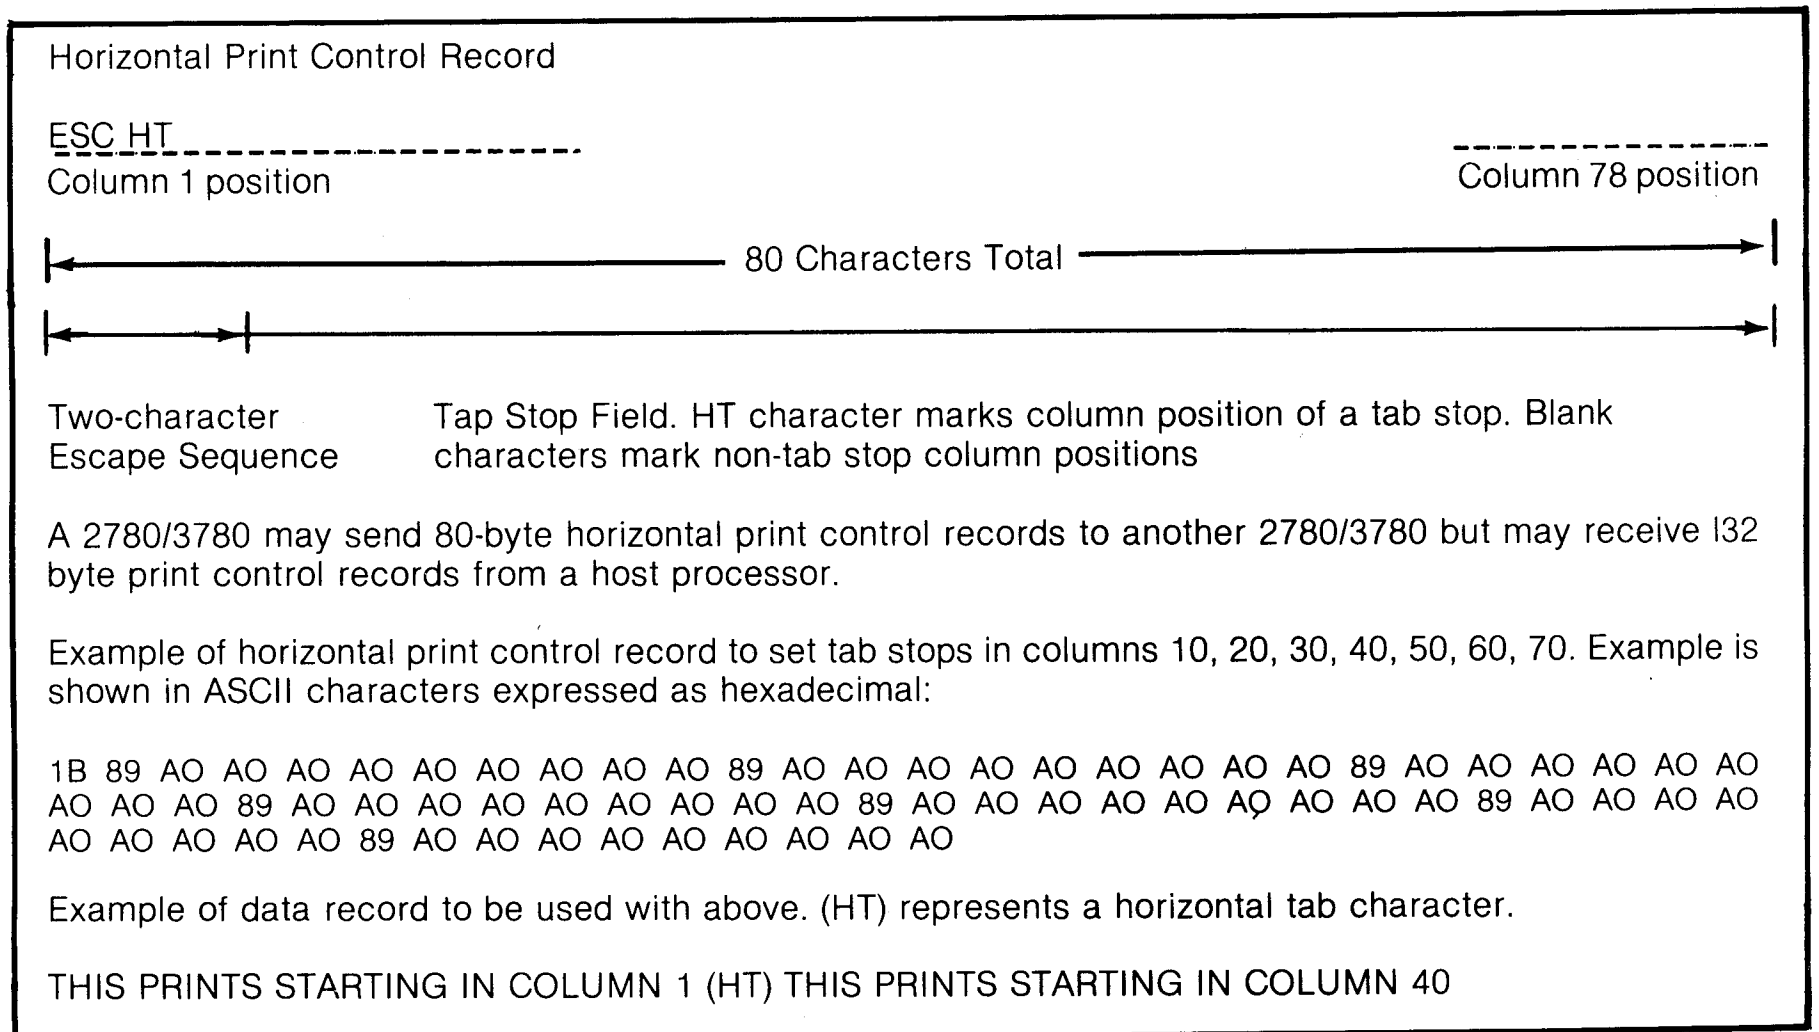 Horizontal Print Control Record
ESC HT
Column 1 position
Column 78 position
80 Characters Total
Two-character
Escape Sequence
Tap Stop Field. HT character marks column position of a tab stop. Blank
characters mark non-tab stop column positions
A 2780/3780 may send 80-byte horizontal print control records to another 2780/3780 but may receive I32
byte print control records from a host processor.
Example of horizontal print control record to set tab stops in columns 10, 20, 30, 40, 50, 60, 70. Example is
shown in ASCII characters expressed as hexadecimal:
1B 89 AO AO AO AO AO AO AO AO AO 89 AO AO AO AO AO AO AO AO AO 89 AO AO AO AO AO AO
AO AO AO 89 AO AO AO AO AO AO AO AO AO 89 AO AO AO AO AO AO AO AO AO 89 AO AO AO AO
AO AO AO AO AO 89 AO AO AO AO AO AO AO AO AO
Example of data record to be used with above. (HT) represents a horizontal tab character.
THIS PRINTS STARTING IN COLUMN 1 (HT) THIS PRINTS STARTING IN COLUMN 40